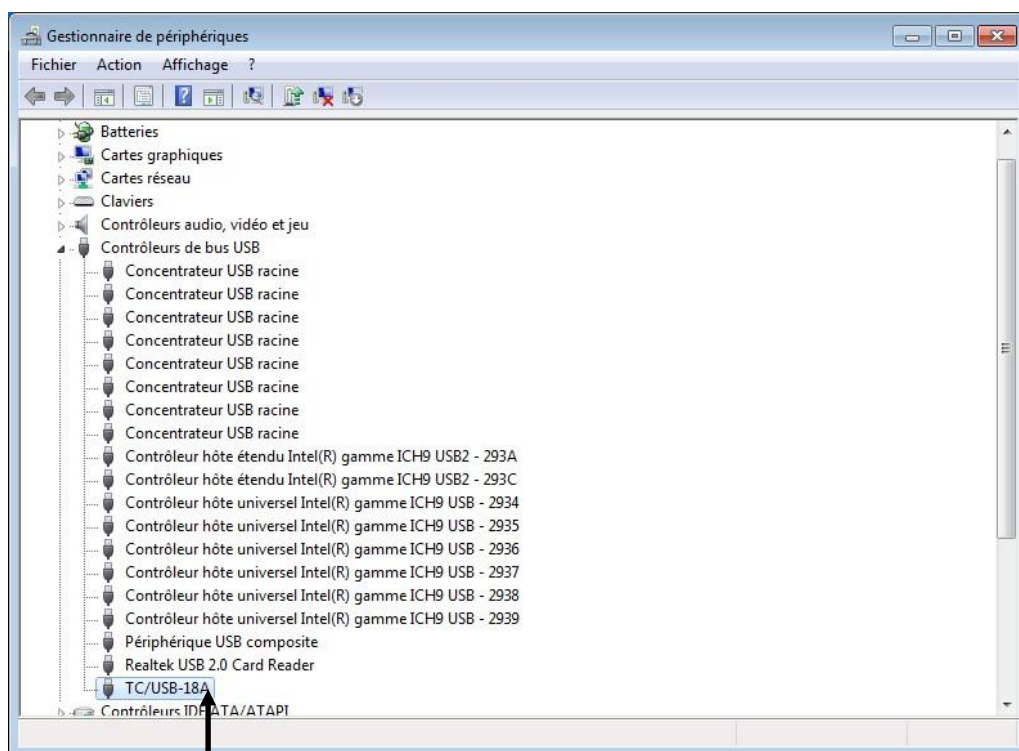 Gestionnaire de périphériques
Fichier Action Affichage ?
Batteries
Cartes graphiques
Cartes réseau
Claviers
Contrôleurs audio, vidéo et jeu
Contrôleurs de bus USB
Concentrateur USB racine
Concentrateur USB racine
Concentrateur USB racine
Concentrateur USB racine
Concentrateur USB racine
Concentrateur USB racine
Concentrateur USB racine
Concentrateur USB racine
Contrôleur hôte étendu Intel(R) gamme ICH9 USB2 - 293A
Contrôleur hôte étendu Intel(R) gamme ICH9 USB2 - 293C
Contrôleur hôte universel Intel(R) gamme ICH9 USB - 2934
Contrôleur hôte universel Intel(R) gamme ICH9 USB - 2935
Contrôleur hôte universel Intel(R) gamme ICH9 USB - 2936
Contrôleur hôte universel Intel(R) gamme ICH9 USB - 2937
Contrôleur hôte universel Intel(R) gamme ICH9 USB - 2938
Contrôleur hôte universel Intel(R) gamme ICH9 USB - 2939
Périphérique USB composite
Realtek USB 2.0 Card Reader
TC/USB-18A
Contrôleurs IDE ATA/ATAPI